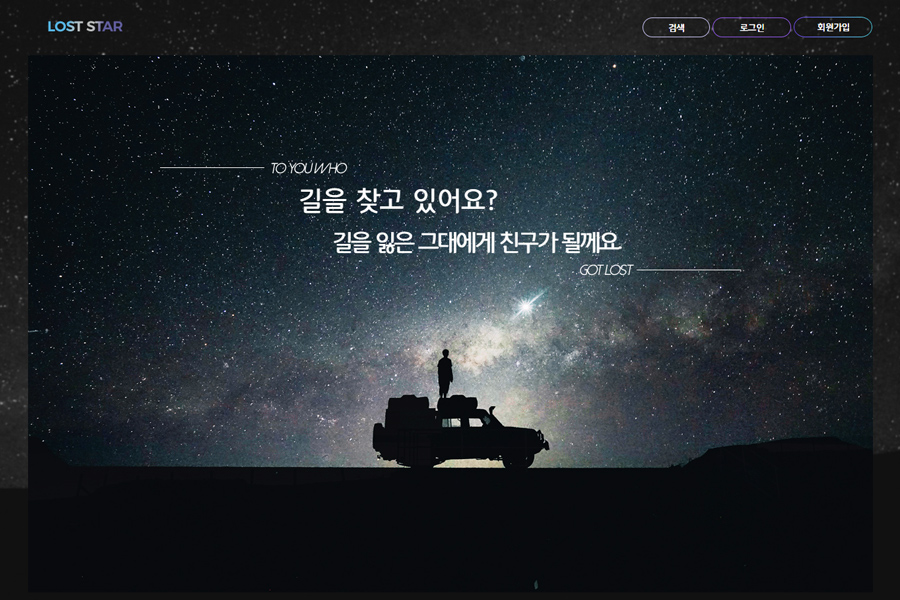 LOST STAR
검색
로그인
회원가입
TO YOU WHO
길을 찾고 있어요?
길을 잃은 그대에게 친구가 될께요.
GOT LOST